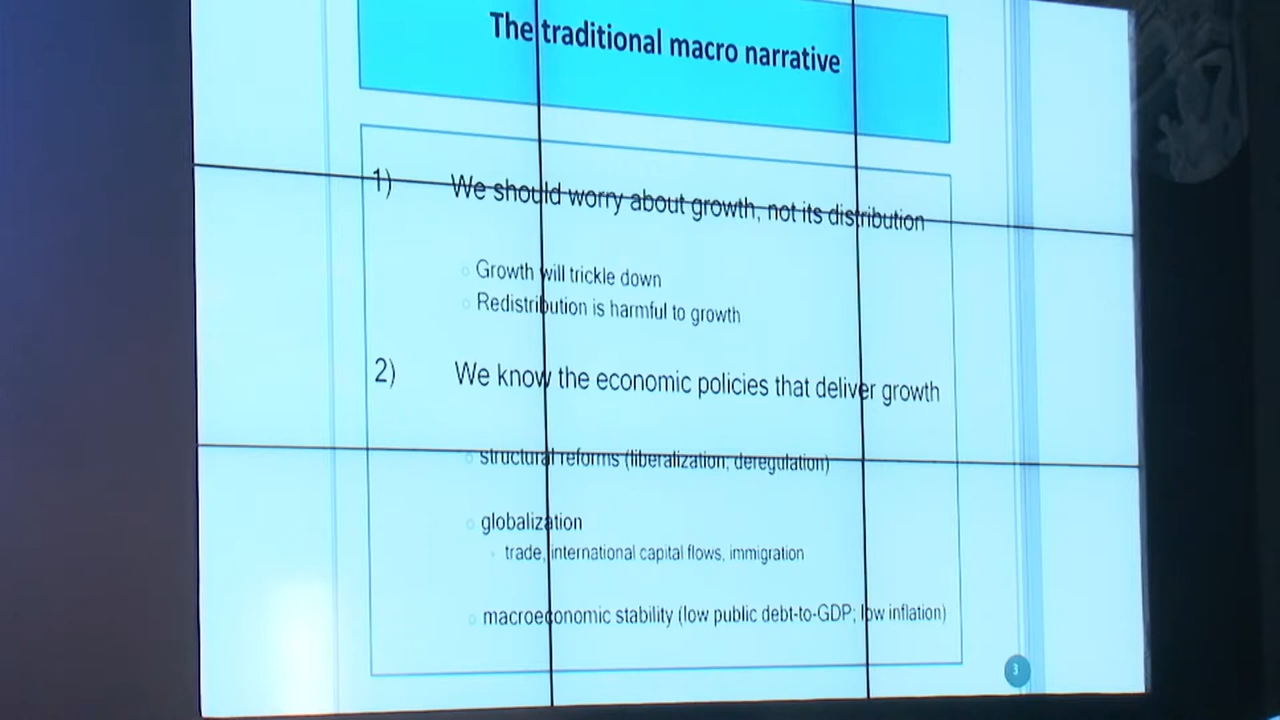 The traditional macro narrative
1) We should worry about growth, not its distribution
Growth will trickle down
Redistribution is harmful to growth
2) We know the economic policies that deliver growth
structural reforms (liberalization; deregulation)
globalization
trade, international capital flows, immigration
macroeconomic stability (low public debt-to-GDP; low inflation)
3